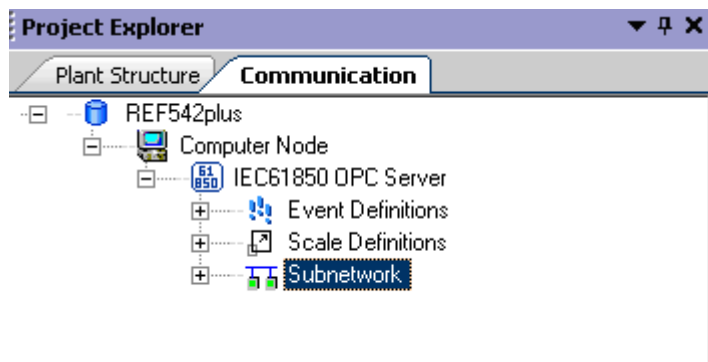 Project Explorer
Plant Structure Communication
REF542plus
Computer Node
61 850 IEC61850 OPC Server
Event Definitions
Scale Definitions
Subnetwork